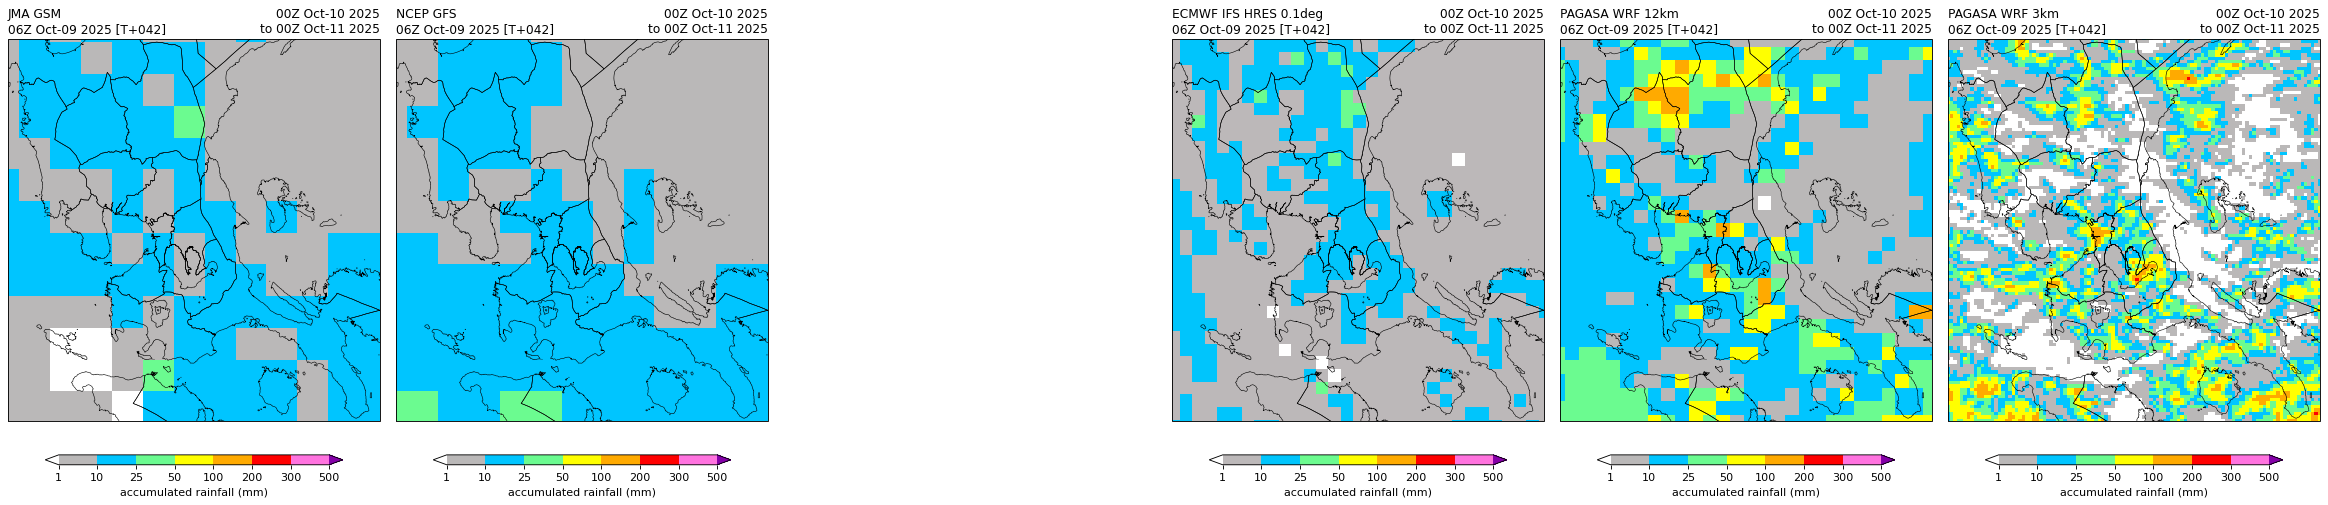 JMA GSM 00Z Oct-10 2025
06Z Oct-09 2025 [T+042] to 00Z Oct-11 2025
1 10 25 50 100 200 300 500
accumulated rainfall (mm)
NCEP GFS 00Z Oct-10 2025
06Z Oct-09 2025 [T+042] to 00Z Oct-11 2025
1 10 25 50 100 200 300 500
accumulated rainfall (mm)
ECMWF IFS HRES 0.1deg 00Z Oct-10 2025
06Z Oct-09 2025 [T+042] to 00Z Oct-11 2025
1 10 25 50 100 200 300 500
accumulated rainfall (mm)
PAGASA WRF 12km 00Z Oct-10 2025
06Z Oct-09 2025 [T+042] to 00Z Oct-11 2025
1 10 25 50 100 200 300 500
accumulated rainfall (mm)
PAGASA WRF 3km 00Z Oct-10 2025
06Z Oct-09 2025 [T+042] to 00Z Oct-11 2025
1 10 25 50 100 200 300 500
accumulated rainfall (mm)